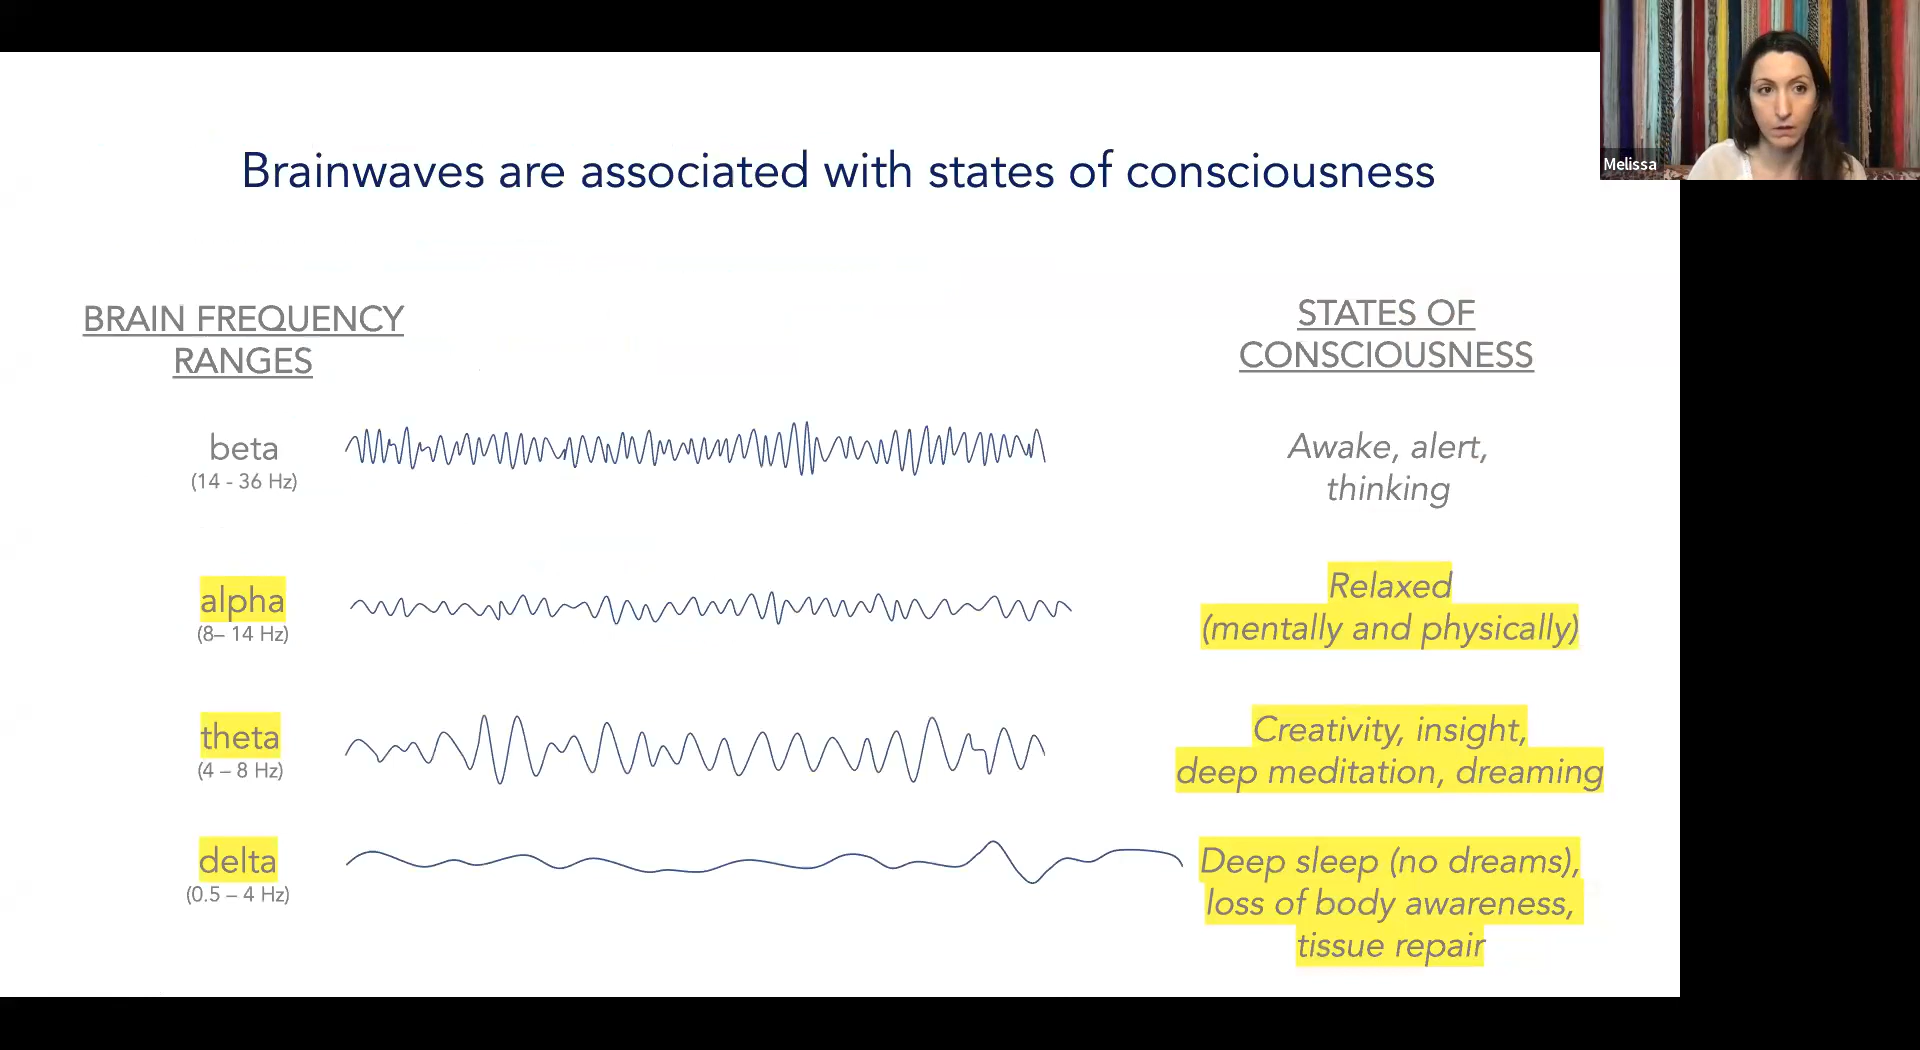 Melissa
Brainwaves are associated with states of consciousness
BRAIN FREQUENCY
RANGES
STATES OF
CONSCIOUSNESS
beta
(14 - 36 Hz)
Awake, alert,
thinking
alpha
(8– 14 Hz)
Relaxed
(mentally and physically)
theta
(4 – 8 Hz)
Creativity, insight,
deep meditation, dreaming
delta
(0.5 – 4 Hz)
Deep sleep (no dreams),
loss of body awareness,
tissue repair